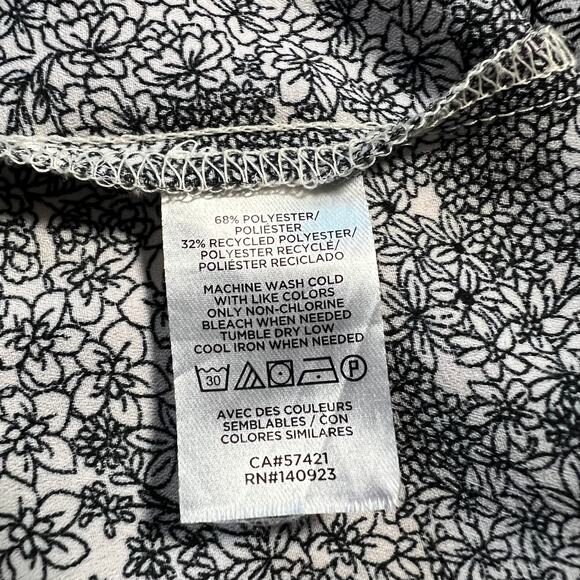 68% POLYESTER/
POLIÉSTER
32% RECYCLED POLYESTER/
POLYESTER RECYCLÉ/
POLIÉSTER RECICLADO
MACHINE WASH COLD
WITH LIKE COLORS
ONLY NON-CHLORINE
BLEACH WHEN NEEDED
TUMBLE DRY LOW
COOL IRON WHEN NEEDED
30 P
AVEC DES COULEURS
SEMBLABLES / CON
COLORES SIMILARES
CA#57421
RN#140923